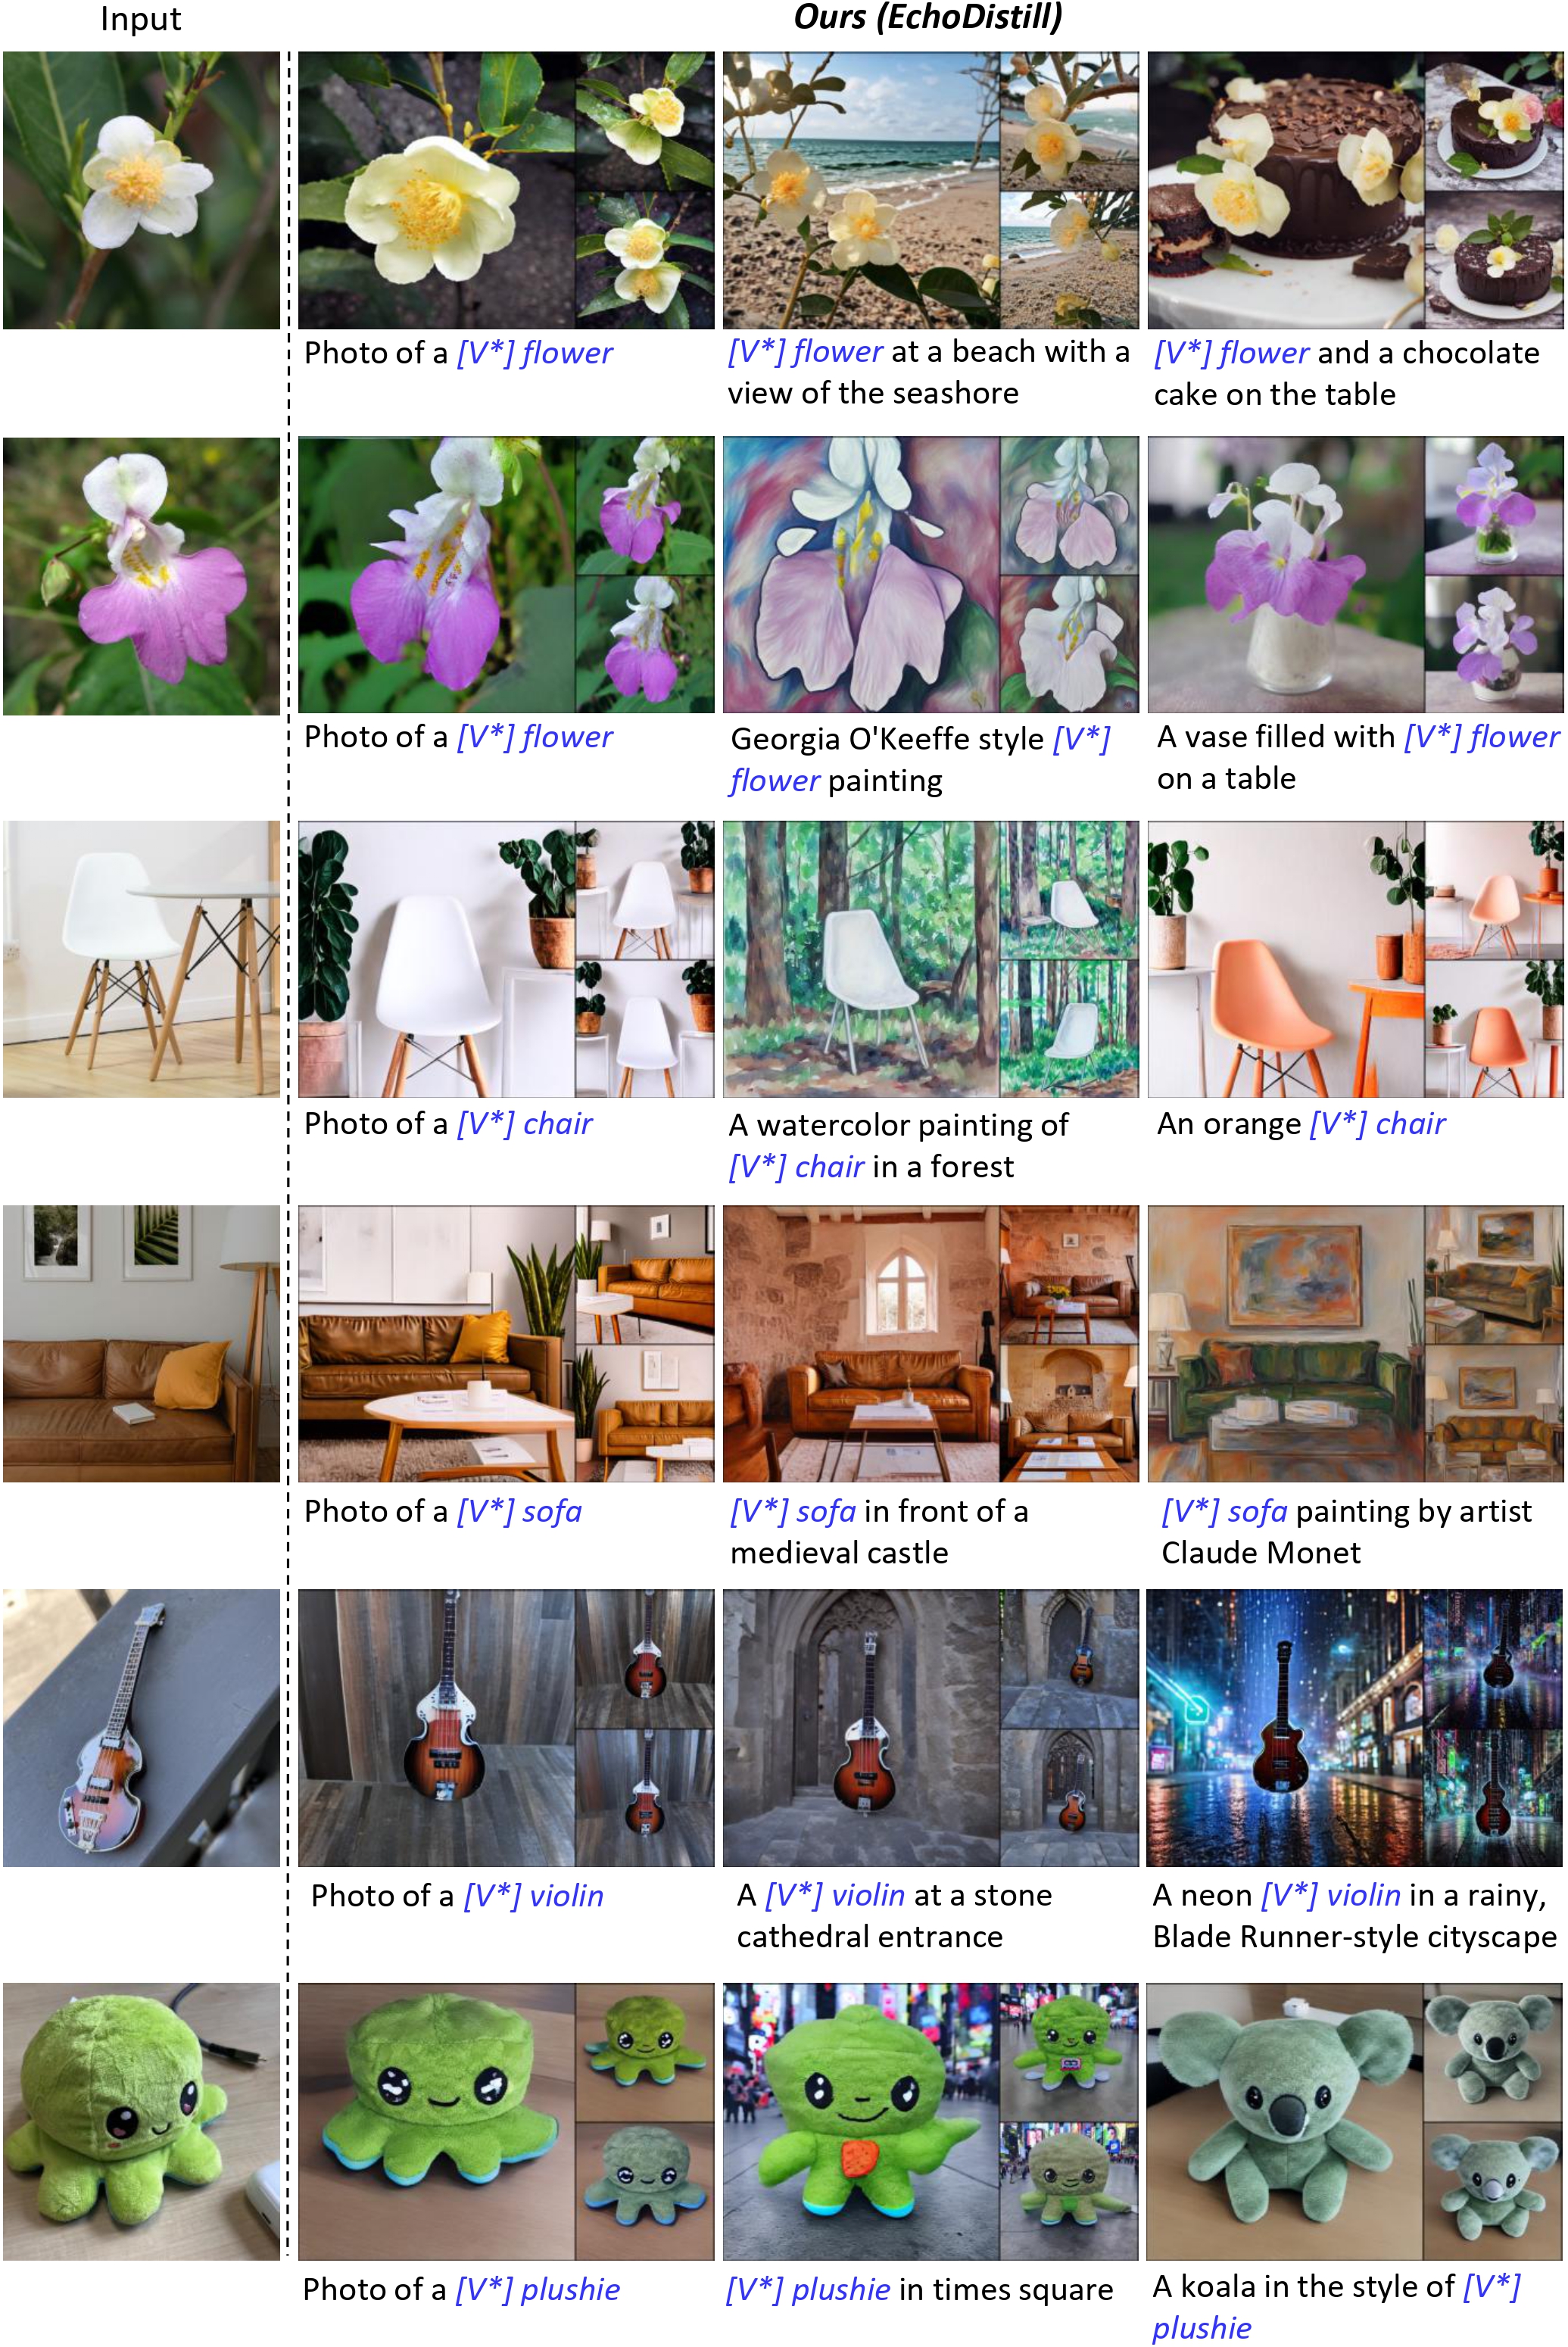 Input
Ours (EchoDistill)
Photo of a [V*] flower
[V*] flower at a beach with a
view of the seashore
[V*] flower and a chocolate
cake on the table
Photo of a [V*] flower
Georgia O'Keeffe style [V*]
flower painting
A vase filled with [V*] flower
on a table
Photo of a [V*] chair
A watercolor painting of
[V*] chair in a forest
An orange [V*] chair
Photo of a [V*] sofa
[V*] sofa in front of a
medieval castle
[V*] sofa painting by artist
Claude Monet
Photo of a [V*] violin
A [V*] violin at a stone
cathedral entrance
A neon [V*] violin in a rainy,
Blade Runner-style cityscape
Photo of a [V*] plushie
[V*] plushie in times square
A koala in the style of [V*]
plushie